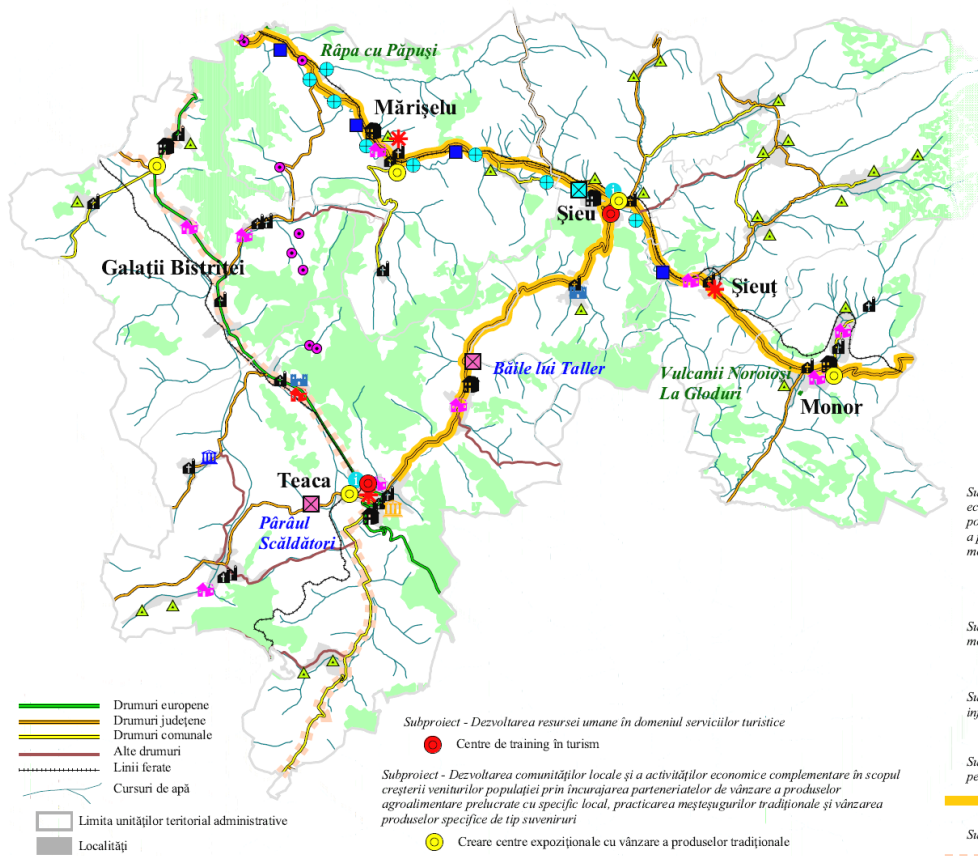 Râpa cu Păpuși
Mărișelu
Șieu
Galații Bistriței
Șieuț
Băile lui Taller
Vulcanii Noroioși
La Gloduri
Monor
Teaca
Pârâul
Scăldători
Drumuri europene
Drumuri județene
Drumuri comunale
Alte drumuri
Linii ferate
Cursuri de apă
Limita unităților teritorial administrative
Localități
Subproiect - Dezvoltarea resursei umane în domeniul serviciilor turistice
Centre de training în turism
Subproiect - Dezvoltarea comunităților locale și a activităților economice complementare în scopul
creșterii veniturilor populației prin încurajarea parteneriatelor de vânzare a produselor
agroalimentare prelucrate cu specific local, practicarea meșteșugurilor tradiționale și vânzarea
produselor specifice de tip suveniruri
Creare centre expoziționale cu vânzare a produselor tradiționale